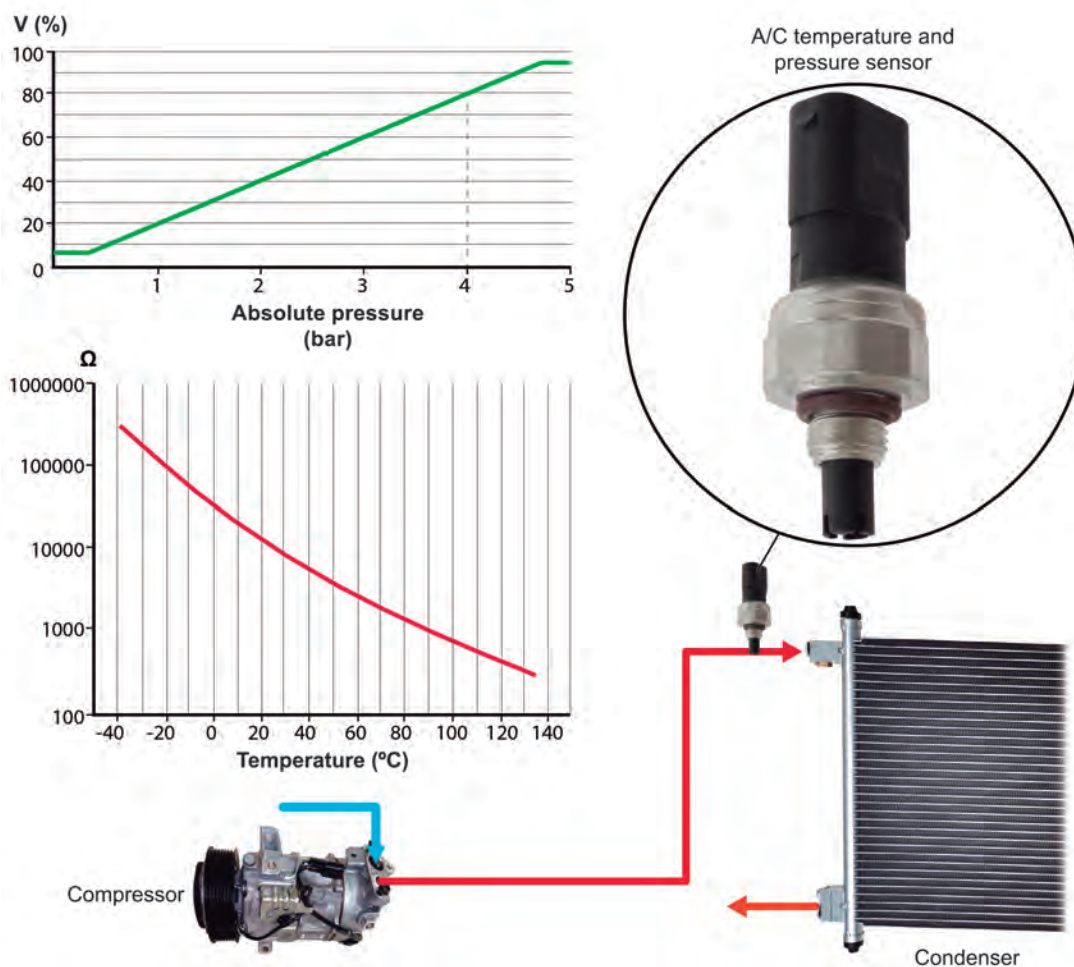 V (%)
100
80
60
40
20
0
1
2
3
4
5
Absolute pressure
(bar)
Ω
1000000
100000
10000
1000
100
-40
-20
0
20
40
60
80
100
120
140
Temperature (ºC)
A/C temperature and
pressure sensor
Compressor
Condenser